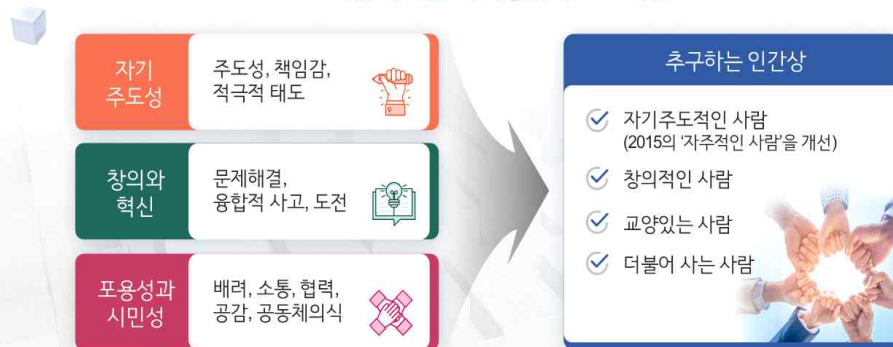 자기
주도성
주도성, 책임감,
적극적 태도
창의와
혁신
문제해결,
융합적 사고, 도전
포용성과
시민성
배려, 소통, 협력,
공감, 공동체의식
추구하는 인간상
자기주도적인 사람
(2015의 '자주적인 사람'을 개선)
창의적인 사람
교양있는 사람
더불어 사는 사람